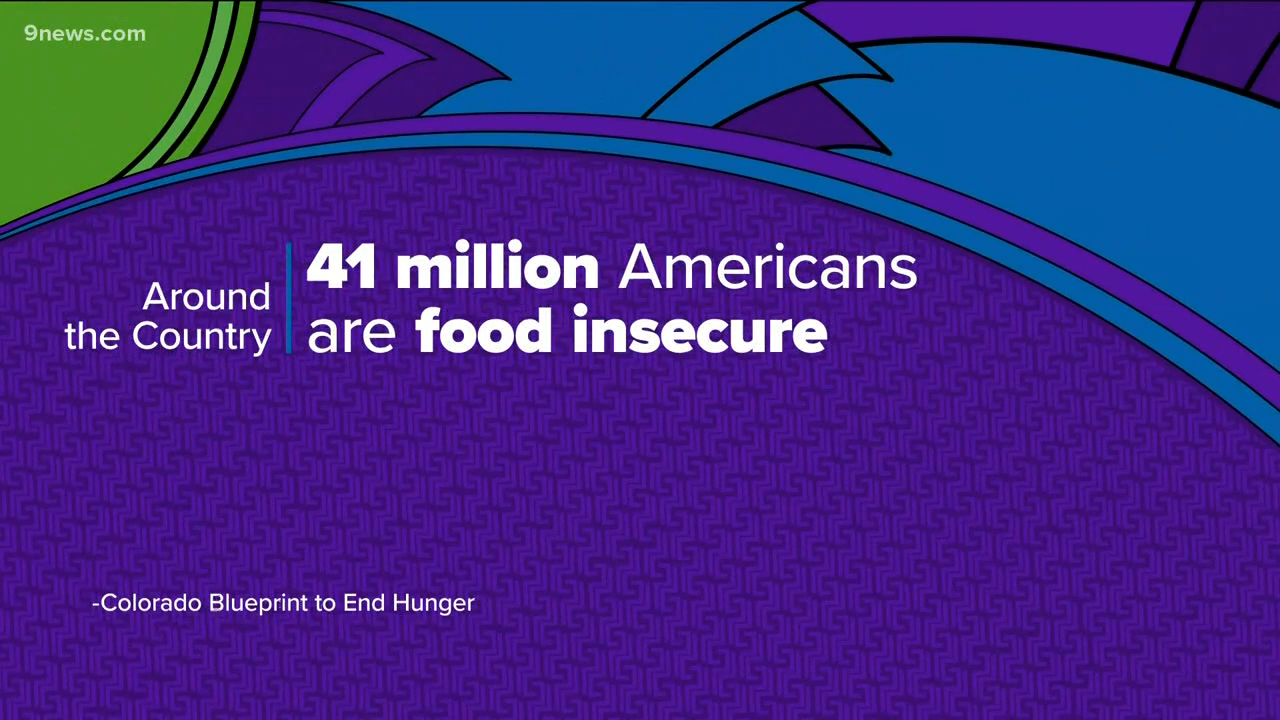 9news.com
Around
the Country
41 million Americans
are food insecure
-Colorado Blueprint to End Hunger